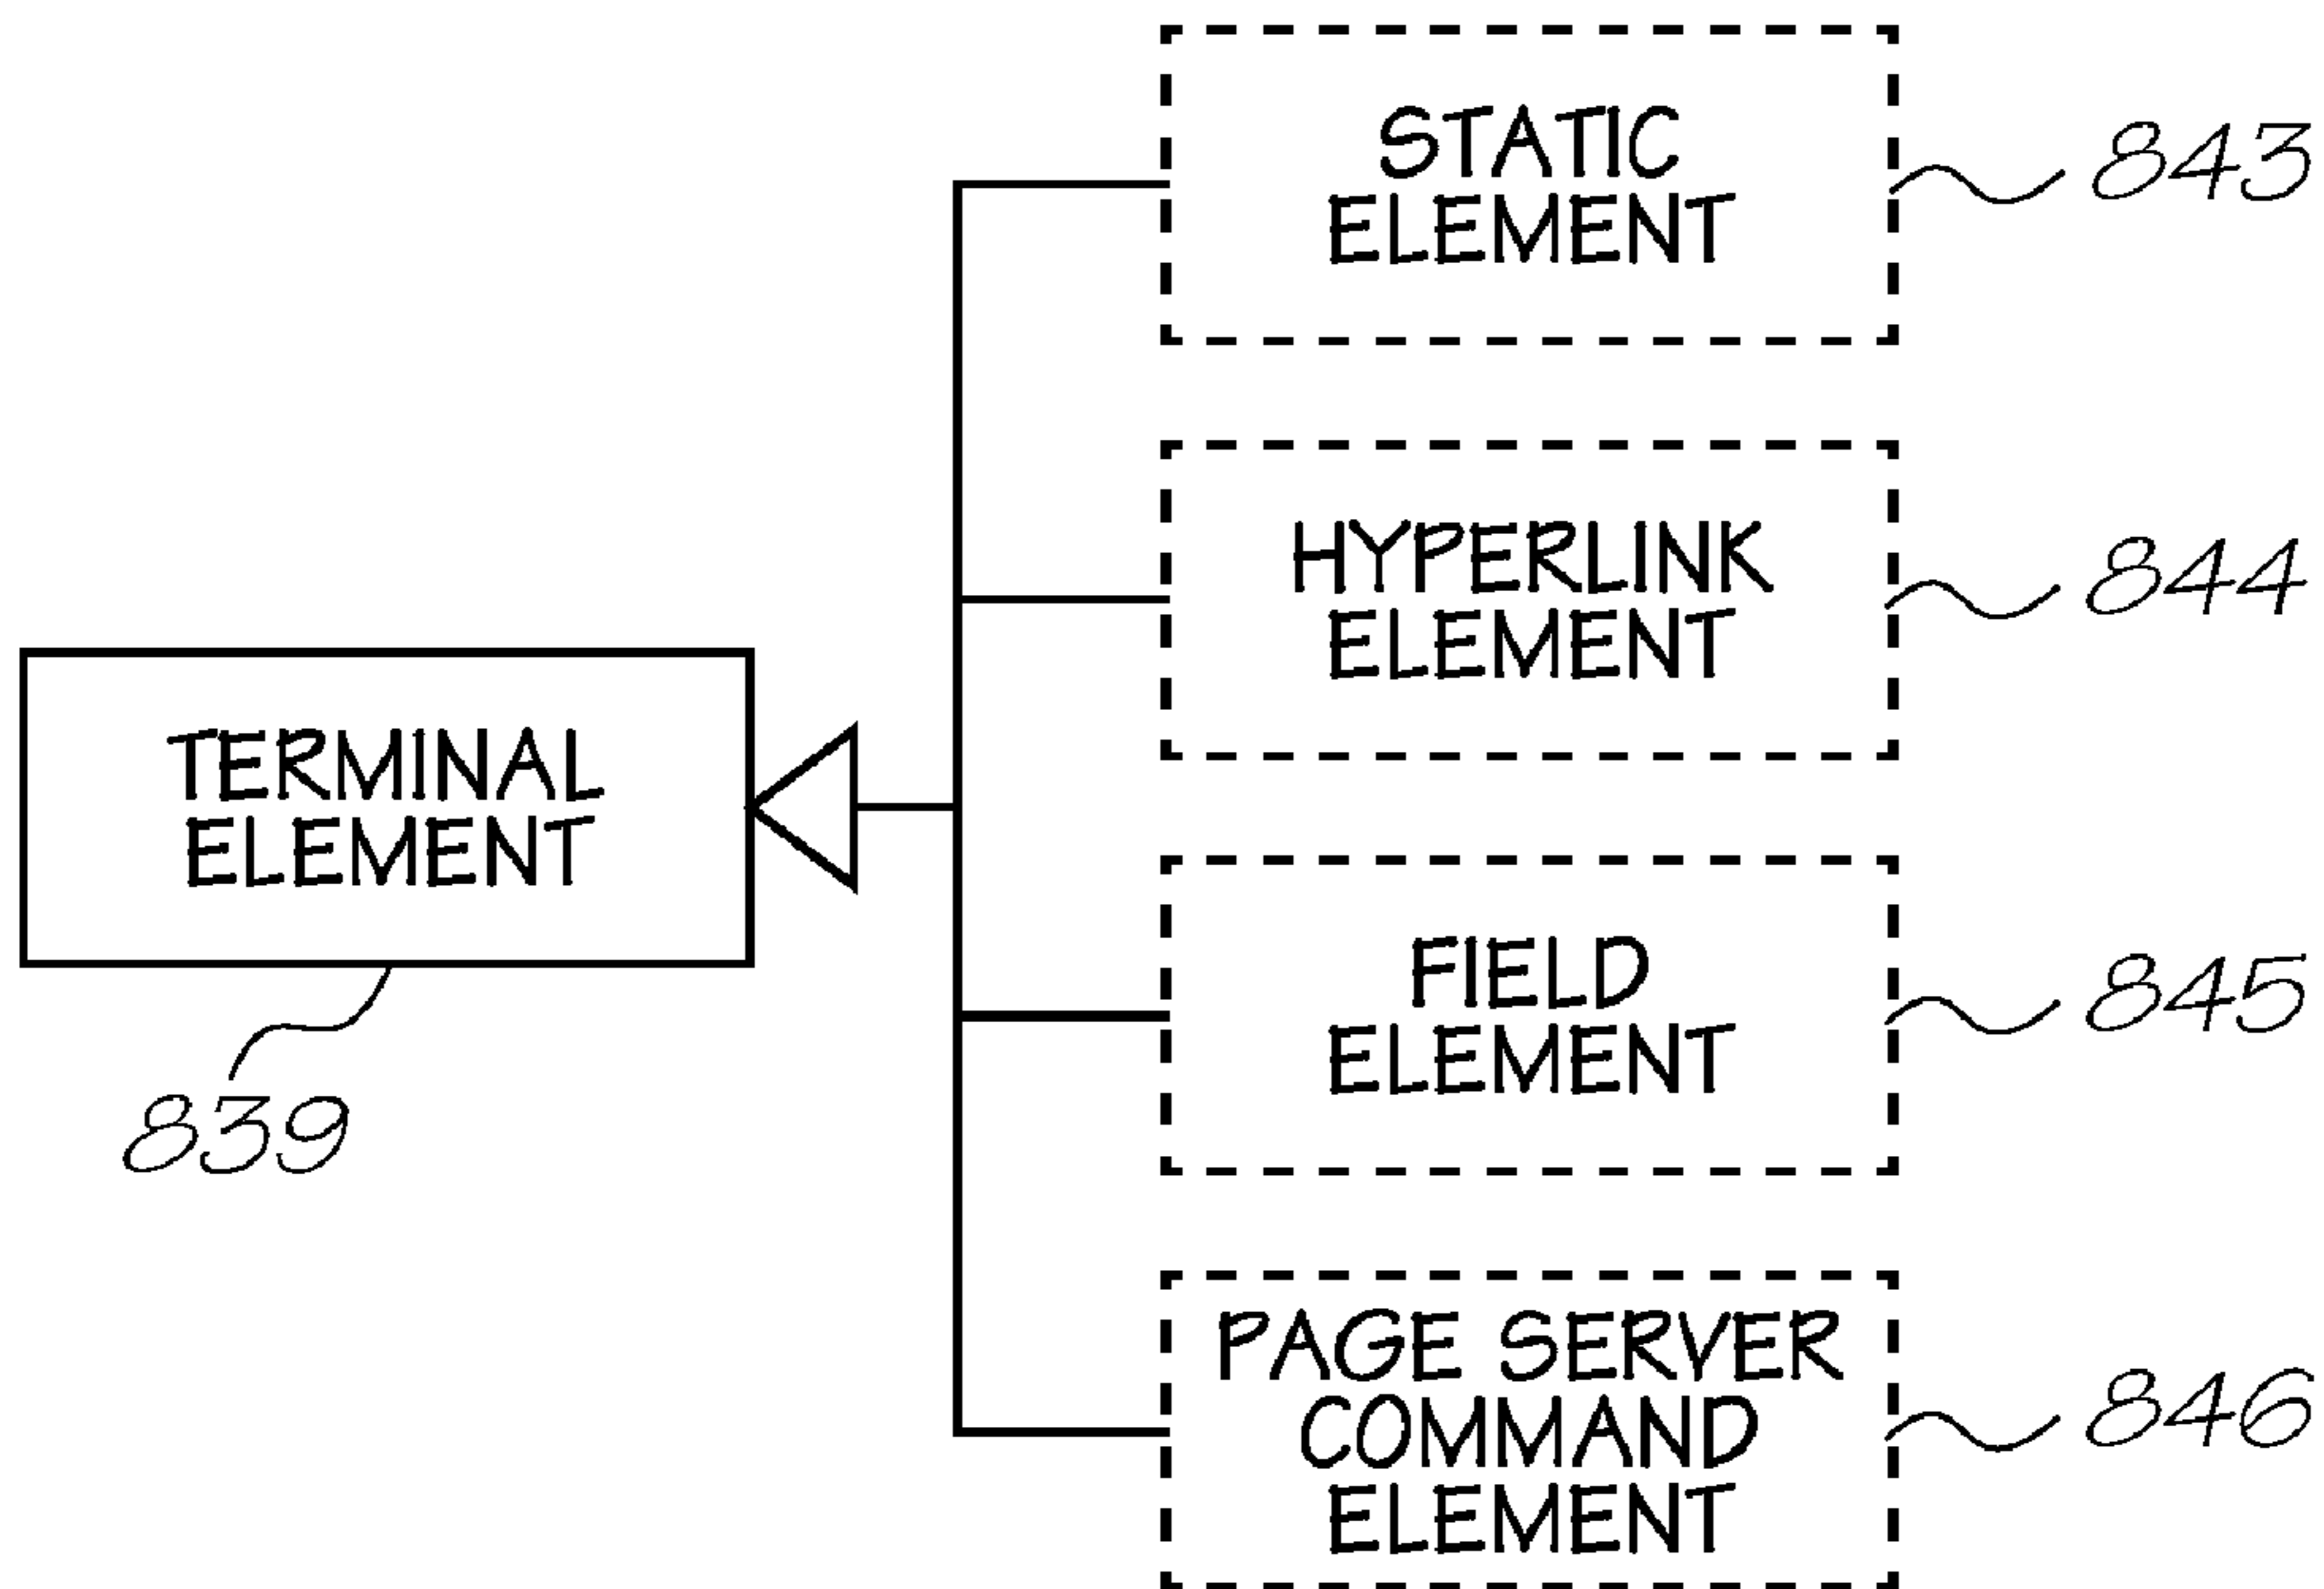 STATIC
ELEMENT
843
HYPERLINK
ELEMENT
844
TERMINAL
ELEMENT
839
FIELD
ELEMENT
845
PAGE SERVER
COMMAND
ELEMENT
846